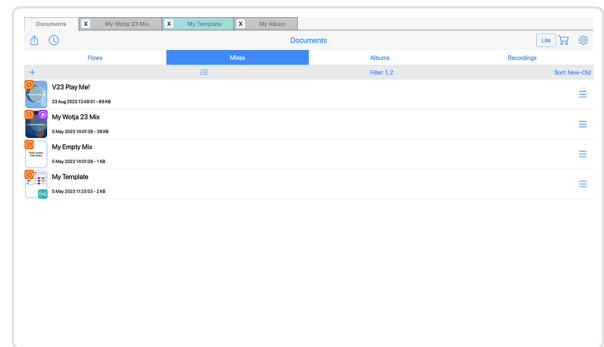 Documents X My Wotja 23 Mix X My Template X My Album
Documents Lite
Flows Mixes Albums Recordings
+ Filter: 1, 2 Sort: New-Old
V23 Play Me!
23 Aug 2023 13:48:51 - 89 KB
My Wotja 23 Mix
5 May 2023 14:01:38 - 38 KB
My Empty Mix
5 May 2023 14:01:08 - 1 KB
My Template
5 May 2023 11:23:53 - 2 KB